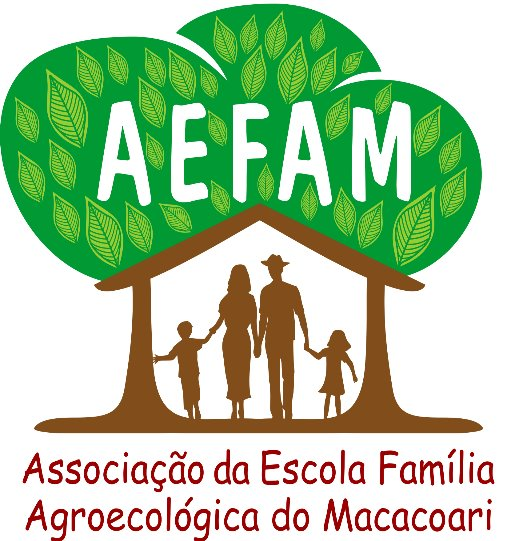 AEFAM
Associação da Escola Família
Agroecológica do Macacoari